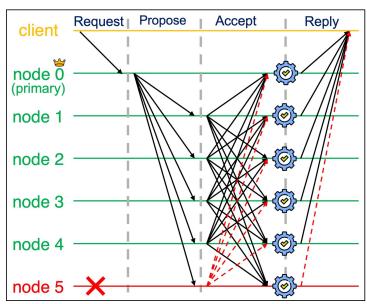 Request Propose Accept Reply
client
node 0
(primary)
node 1
node 2
node 3
node 4
node 5